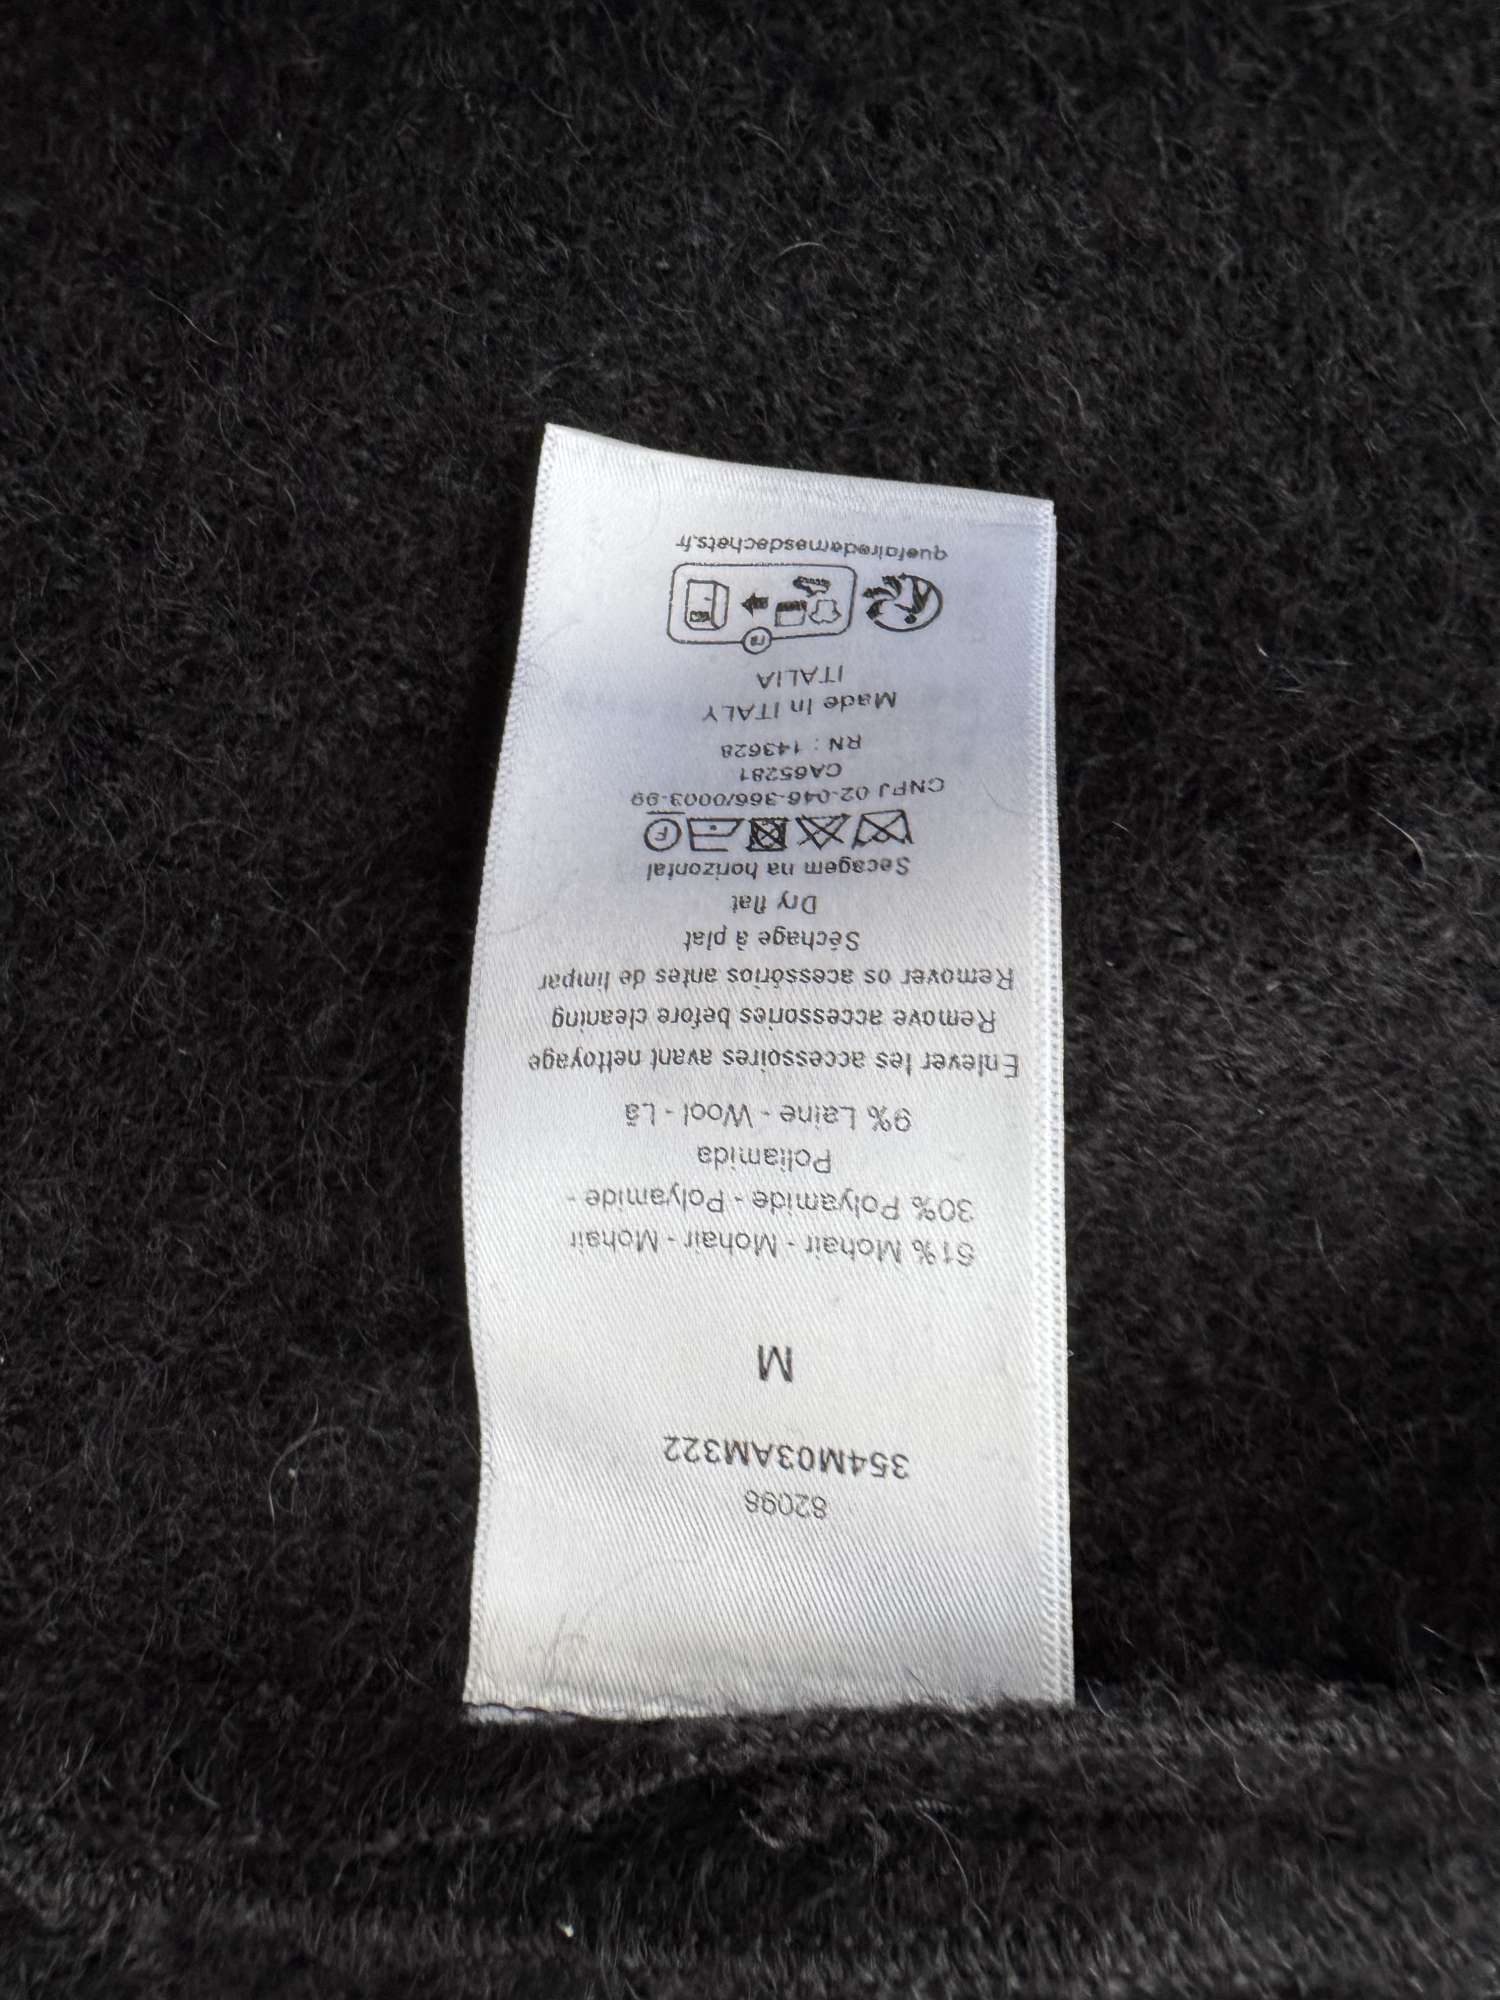 82098
354M03AM322
M
61% Mohair - Mohair - Mohair
30% Polyamide - Polyamide -
Poliamida
9% Laine - Wool - Lã
Enlever les accessoires avant nettoyage
Remove accessories before cleaning
Remover os acessórios antes de limpar
Séchage à plat
Dry flat
Secagem na horizontal
F
CNPJ 02-046-366/0003-99
CA65281
RN : 143628
Made In ITALY
ITALIA
FR
quefairedemesdechets.fr